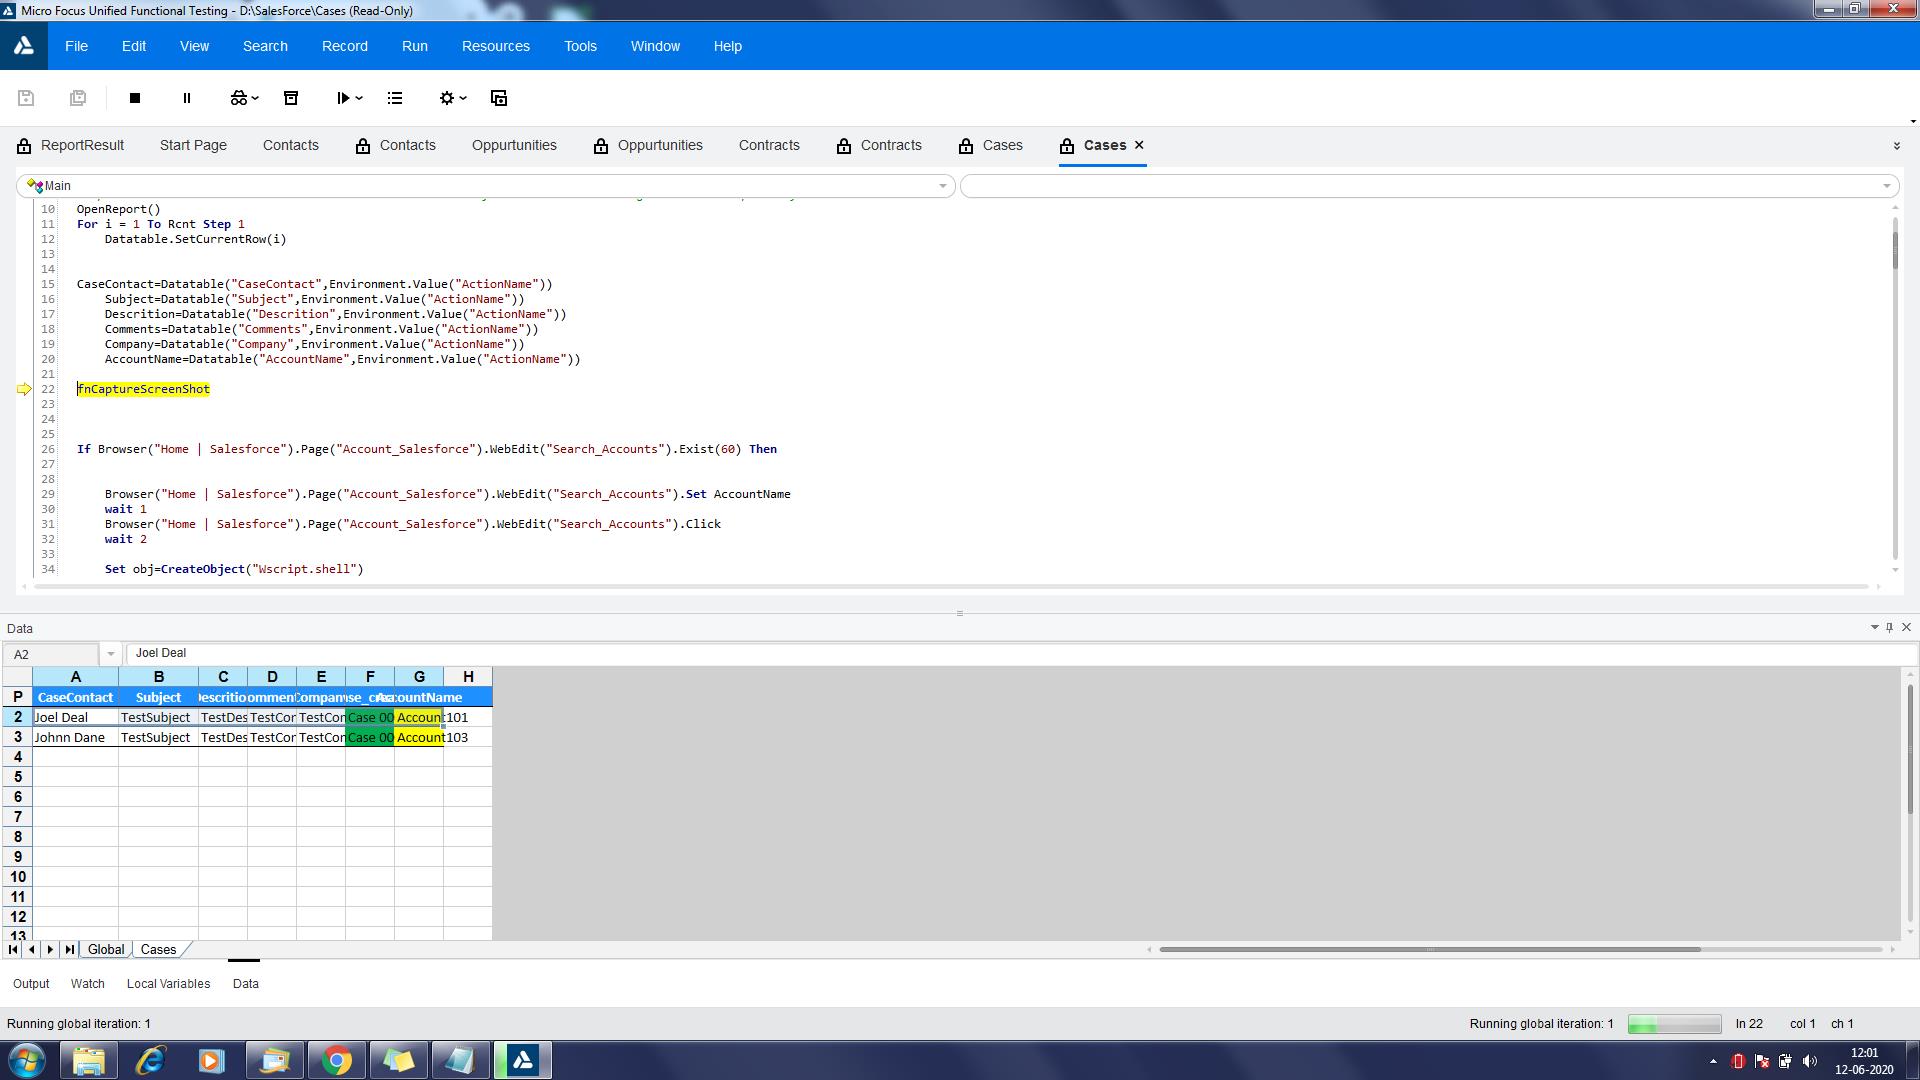 Micro Focus Unified Functional Testing - D:\SalesForce\Cases (Read-Only)
File Edit View Search Record Run Resources Tools Window Help
ReportResult Start Page Contacts Contacts Oppurtunities Oppurtunities Contracts Contracts Cases Cases
Main
10 OpenReport()
11 For i = 1 To Rcnt Step 1
12 Datatable.SetCurrentRow(i)
13
14
15 CaseContact=Datatable("CaseContact",Environment.Value("ActionName"))
16 Subject=Datatable("Subject",Environment.Value("ActionName"))
17 Descrition=Datatable("Descrition",Environment.Value("ActionName"))
18 Comments=Datatable("Comments",Environment.Value("ActionName"))
19 Company=Datatable("Company",Environment.Value("ActionName"))
20 AccountName=Datatable("AccountName",Environment.Value("ActionName"))
21
22 fnCaptureScreenShot
23
24
25
26 If Browser("Home | Salesforce").Page("Account_Salesforce").WebEdit("Search_Accounts").Exist(60) Then
27
28
29 Browser("Home | Salesforce").Page("Account_Salesforce").WebEdit("Search_Accounts").Set AccountName
30 wait 1
31 Browser("Home | Salesforce").Page("Account_Salesforce").WebEdit("Search_Accounts").Click
32 wait 2
33
34 Set obj=CreateObject("Wscript.shell")
Data
A2 Joel Deal
A B C D E F G H
P CaseContact Subject escritio omment Compan se_cre ountName
2 Joel Deal TestSubject TestDes TestCor TestCon Case 00 Account101
3 Johnn Dane TestSubject TestDes TestCor TestCon Case 00 Account103
4
5
6
7
8
9
10
11
12
13
Global Cases
Output Watch Local Variables Data
Running global iteration: 1 Running global iteration: 1 ln 22 col 1 ch 1
12:01
12-06-2020